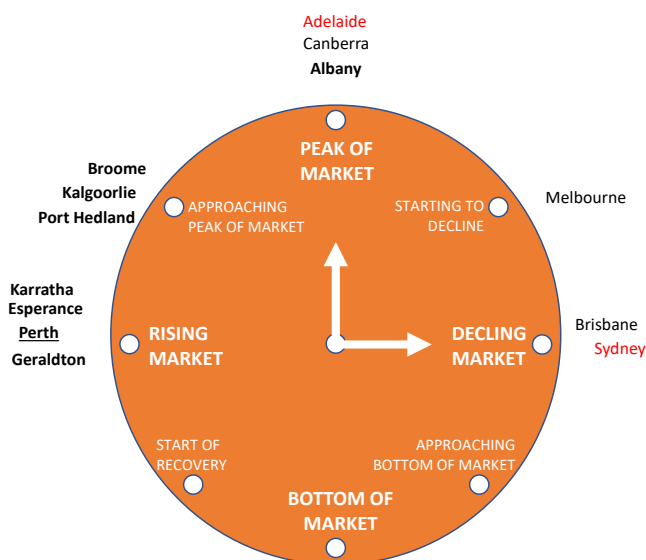 Adelaide
Canberra
Albany
PEAK OF
MARKET
Broome
Kalgoorlie
Port Hedland
APPROACHING
PEAK OF MARKET
STARTING TO
DECLINE
Melbourne
Karratha
Esperance
Perth
Geraldton
RISING
MARKET
DECLING
MARKET
Brisbane
Sydney
START OF
RECOVERY
APPROACHING
BOTTOM OF MARKET
BOTTOM OF
MARKET